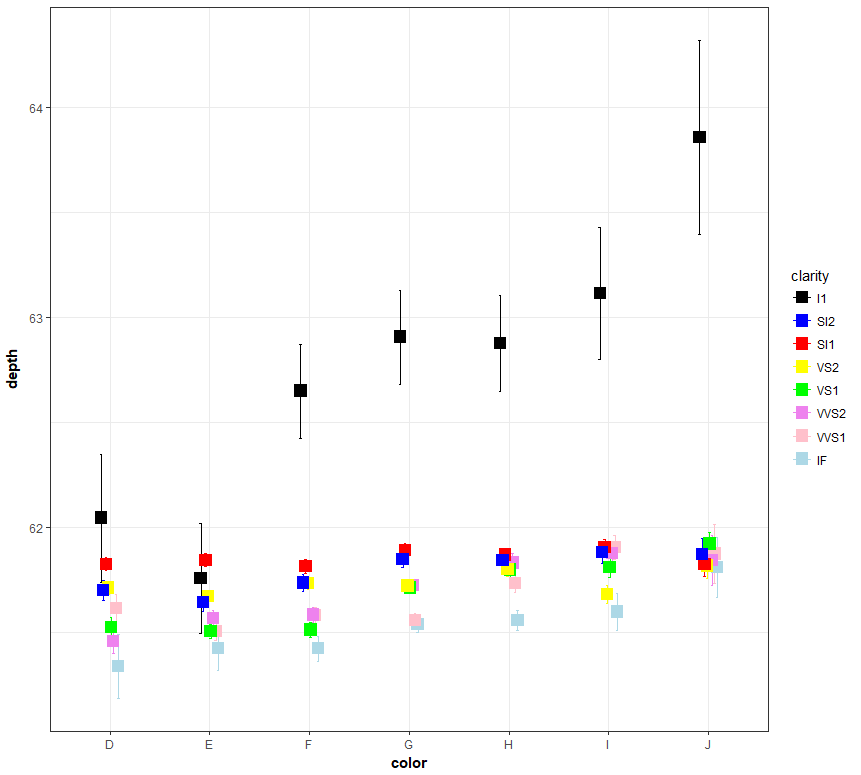 64
63
62
depth
D E F G H I J
color
clarity
I1
SI2
SI1
VS2
VS1
VVS2
VVS1
IF